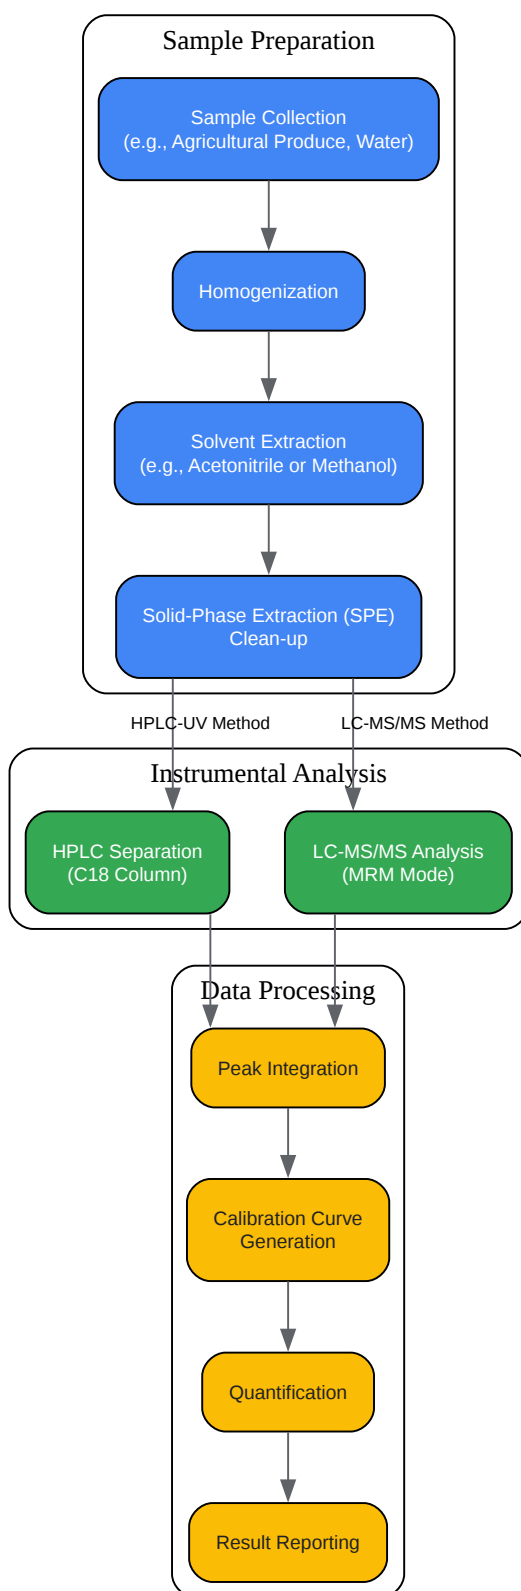 Sample Preparation
Sample Collection
(e.g., Agricultural Produce, Water)
Homogenization
Solvent Extraction
(e.g., Acetonitrile or Methanol)
Solid-Phase Extraction (SPE)
Clean-up
HPLC-UV Method
LC-MS/MS Method
Instrumental Analysis
HPLC Separation
(C18 Column)
LC-MS/MS Analysis
(MRM Mode)
Data Processing
Peak Integration
Calibration Curve
Generation
Quantification
Result Reporting